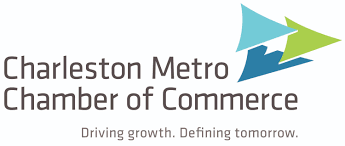 Charleston Metro
Chamber of Commerce
Driving growth. Defining tomorrow.